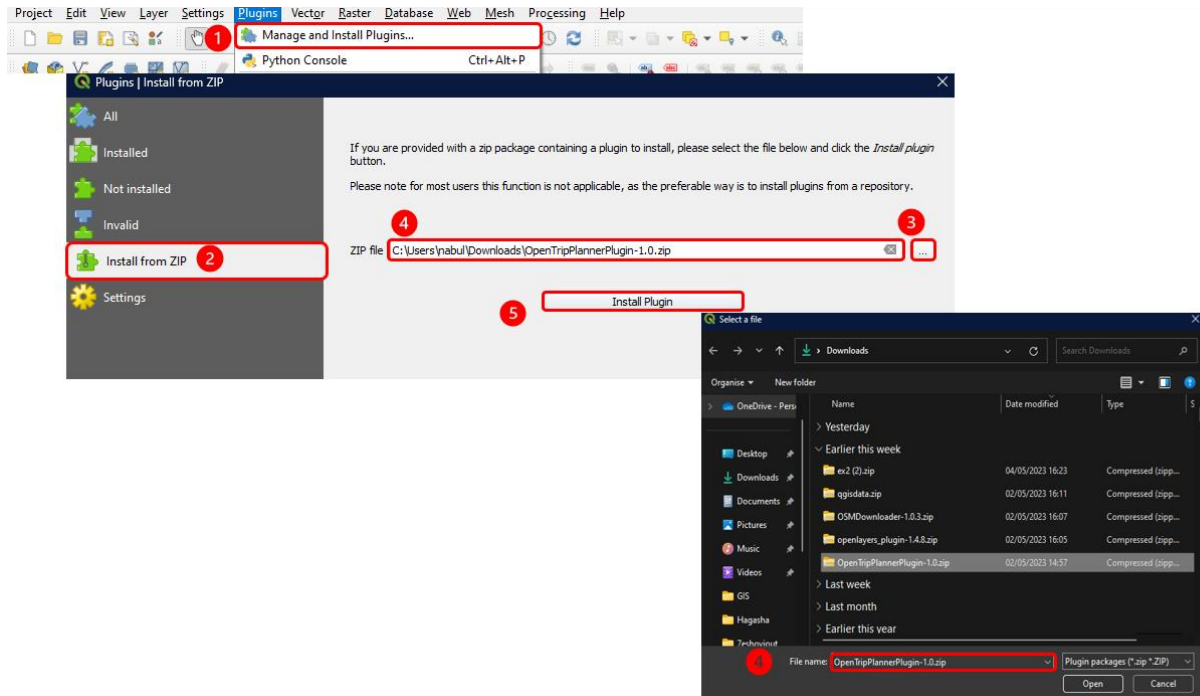 Project Edit View Layer Settings Plugins Vector Raster Database Web Mesh Processing Help
1 Manage and Install Plugins...
Python Console Ctrl+Alt+P
Plugins | Install from ZIP
All
Installed
Not installed
Invalid
Install from ZIP 2
Settings
If you are provided with a zip package containing a plugin to install, please select the file below and click the Install plugin
button.
Please note for most users this function is not applicable, as the preferable way is to install plugins from a repository.
4 3
ZIP file C:\Users\nabul\Downloads\OpenTripPlannerPlugin-1.0.zip ...
5 Install Plugin
Select a file
Downloads Search Downloads
Organise New folder
OneDrive - Pers
Desktop
Downloads
Documents
Pictures
Music
Videos
GIS
Hagasha
Name Date modified Type S
Yesterday
Earlier this week
ex2 (2).zip 04/05/2023 16:23 Compressed (zipp...
qgisdata.zip 02/05/2023 16:11 Compressed (zipp...
OSMDownloader-1.0.3.zip 02/05/2023 16:07 Compressed (zipp...
openlayers_plugin-1.4.8.zip 02/05/2023 16:05 Compressed (zipp...
OpenTripPlannerPlugin-1.0.zip 02/05/2023 14:57 Compressed (zipp...
Last week
Last month
Earlier this year
4 File name: OpenTripPlannerPlugin-1.0.zip Plugin packages (*.zip *.ZIP)
Open Cancel